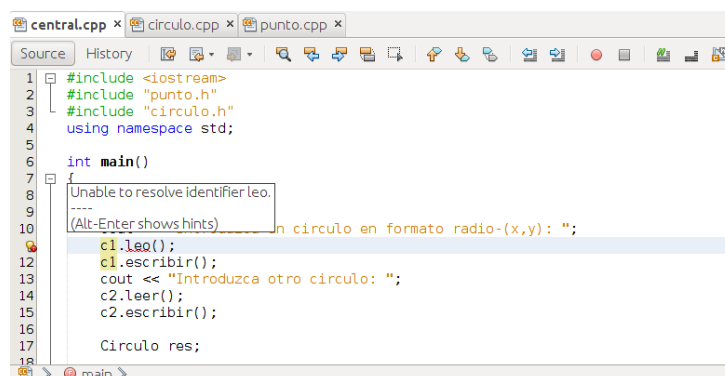 central.cpp × circulo.cpp × punto.cpp ×
Source History
1 #include <iostream>
2 #include "punto.h"
3 #include "circulo.h"
4 using namespace std;
5
6 int main()
7 {
8 Unable to resolve identifier leo.
9 ----
10 (Alt-Enter shows hints) un circulo en formato radio-(x,y): ";
c1.leo();
12 c1.escribir();
13 cout << "Introduzca otro circulo: ";
14 c2.leer();
15 c2.escribir();
16
17 Circulo res;
18
main